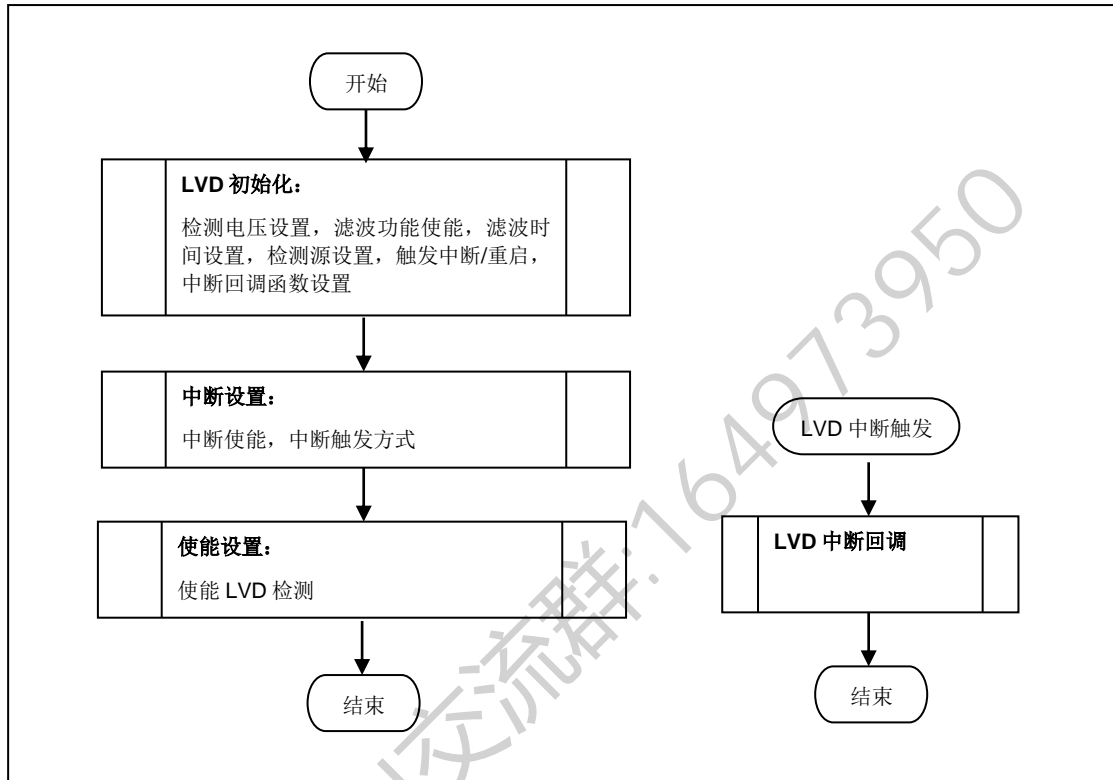 开始
LVD 初始化：
检测电压设置，滤波功能使能，滤波时
间设置，检测源设置，触发中断/重启，
中断回调函数设置
中断设置：
中断使能，中断触发方式
使能设置：
使能 LVD 检测
结束
LVD 中断触发
LVD 中断回调
结束
交流群:164973950